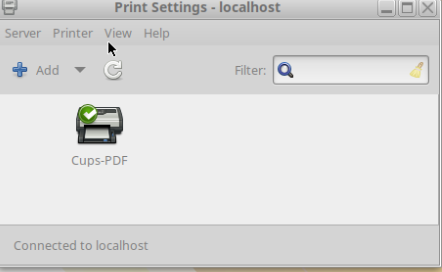 Print Settings - localhost
Server Printer View Help
Add Filter:
Cups-PDF
Connected to localhost